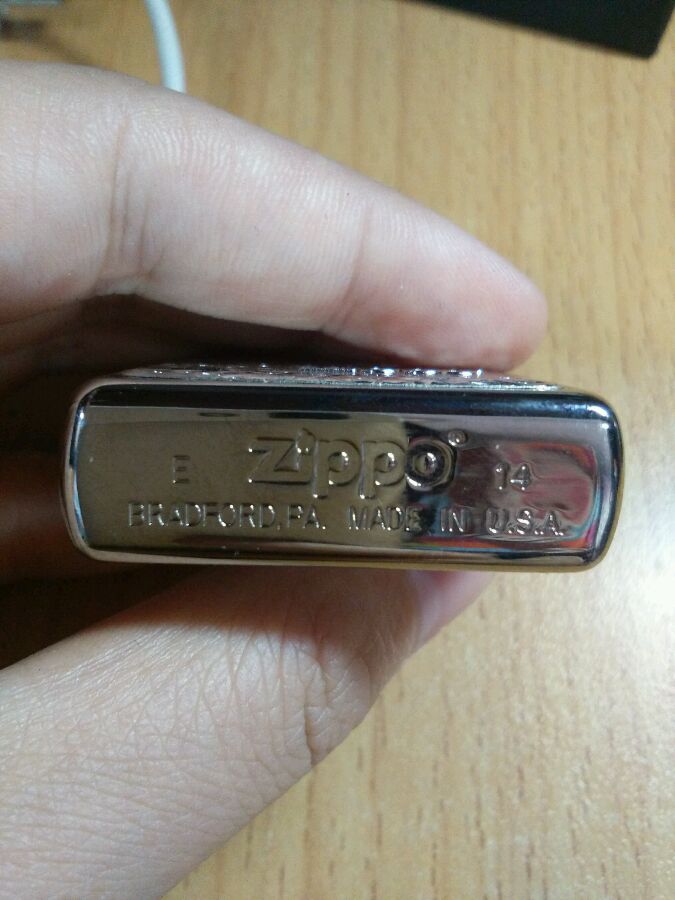 E zippo® 14
BRADFORD, PA. MADE IN U.S.A.